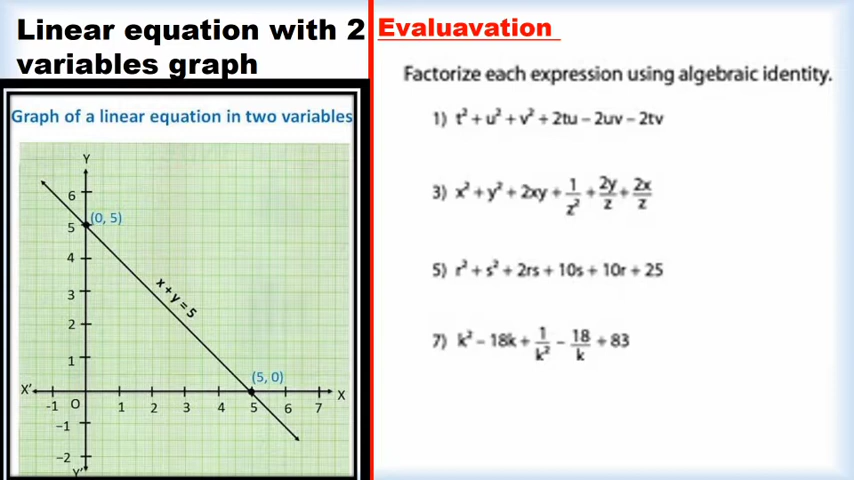 Linear equation with 2
variables graph
Graph of a linear equation in two variables
Y
6
(0, 5)
5
4
x + y = 5
3
2
1
(5, 0)
X' X
-1 O 1 2 3 4 5 6 7
−1
−2
Y'
Evaluavation
Factorize each expression using algebraic identity.
1) t² + u² + v² + 2tu − 2uv − 2tv
3) x² + y² + 2xy + 1/z² + 2y/z + 2x/z
5) r² + s² + 2rs + 10s + 10r + 25
7) k² − 18k + 1/k² − 18/k + 83